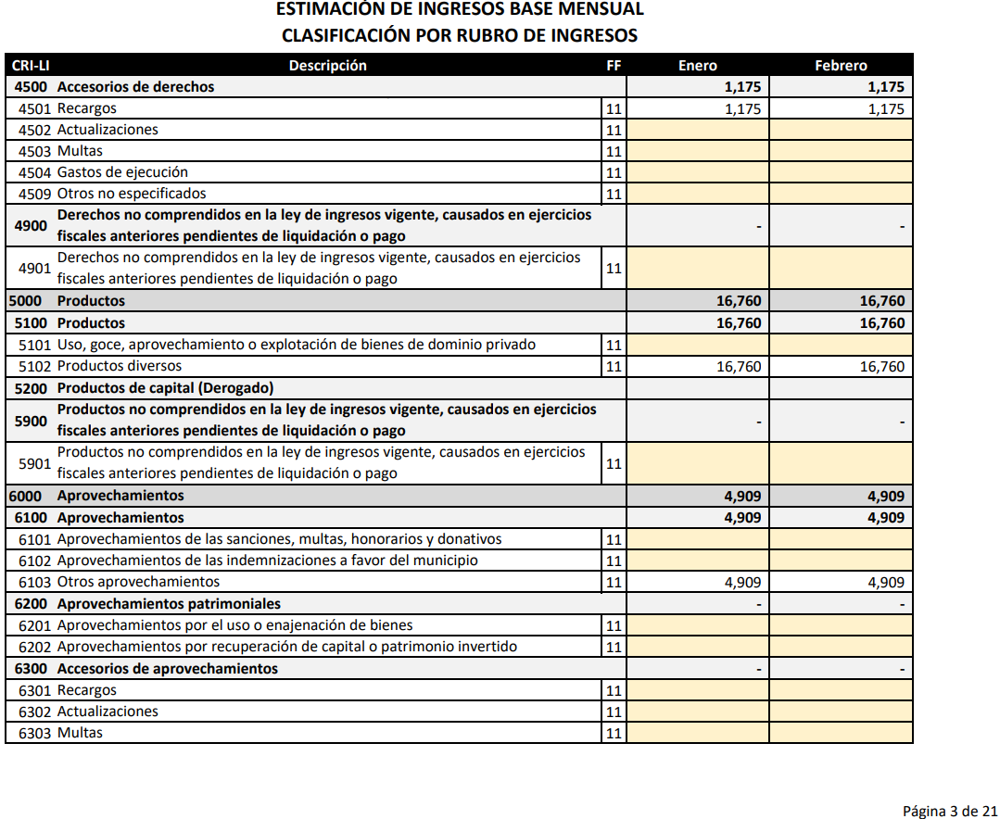 ESTIMACIÓN DE INGRESOS BASE MENSUAL
CLASIFICACIÓN POR RUBRO DE INGRESOS
CRI-LI Descripción FF Enero Febrero
4500 Accesorios de derechos 1,175 1,175
4501 Recargos 11 1,175 1,175
4502 Actualizaciones 11
4503 Multas 11
4504 Gastos de ejecución 11
4509 Otros no especificados 11
4900 Derechos no comprendidos en la ley de ingresos vigente, causados en ejercicios
fiscales anteriores pendientes de liquidación o pago - -
4901 Derechos no comprendidos en la ley de ingresos vigente, causados en ejercicios
fiscales anteriores pendientes de liquidación o pago 11
5000 Productos 16,760 16,760
5100 Productos 16,760 16,760
5101 Uso, goce, aprovechamiento o explotación de bienes de dominio privado 11
5102 Productos diversos 11 16,760 16,760
5200 Productos de capital (Derogado)
5900 Productos no comprendidos en la ley de ingresos vigente, causados en ejercicios
fiscales anteriores pendientes de liquidación o pago - -
5901 Productos no comprendidos en la ley de ingresos vigente, causados en ejercicios
fiscales anteriores pendientes de liquidación o pago 11
6000 Aprovechamientos 4,909 4,909
6100 Aprovechamientos 4,909 4,909
6101 Aprovechamientos de las sanciones, multas, honorarios y donativos 11
6102 Aprovechamientos de las indemnizaciones a favor del municipio 11
6103 Otros aprovechamientos 11 4,909 4,909
6200 Aprovechamientos patrimoniales - -
6201 Aprovechamientos por el uso o enajenación de bienes 11
6202 Aprovechamientos por recuperación de capital o patrimonio invertido 11
6300 Accesorios de aprovechamientos - -
6301 Recargos 11
6302 Actualizaciones 11
6303 Multas 11
Página 3 de 21